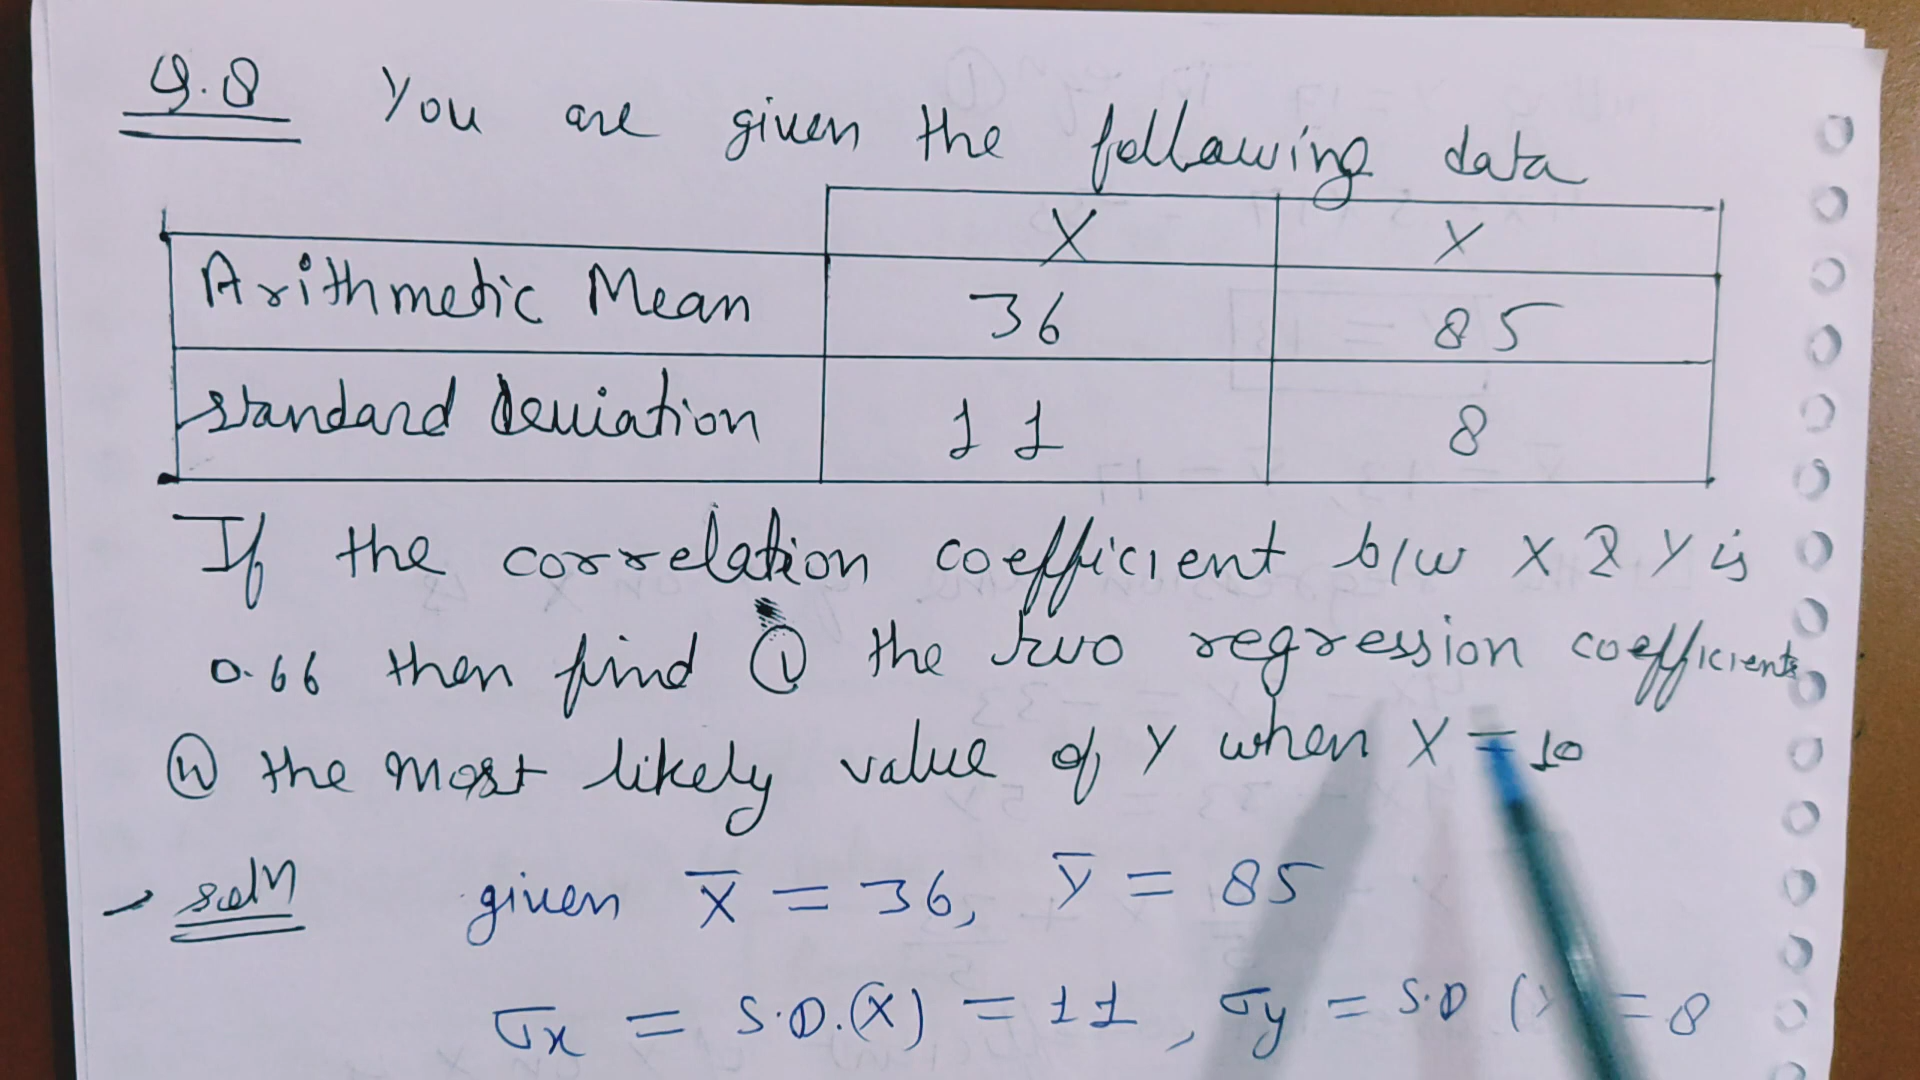 Q.8 You are given the following data
X Y
Arithmetic Mean 36 85
standard deviation 11 8
If the correlation coefficient b/w X & Y is
0.66 then find (i) the two regression coefficients
(ii) the most likely value of Y when X = 10
soln given X̄ = 36, Ȳ = 85
σx = S.D.(X) = 11, σy = S.D ( = 8